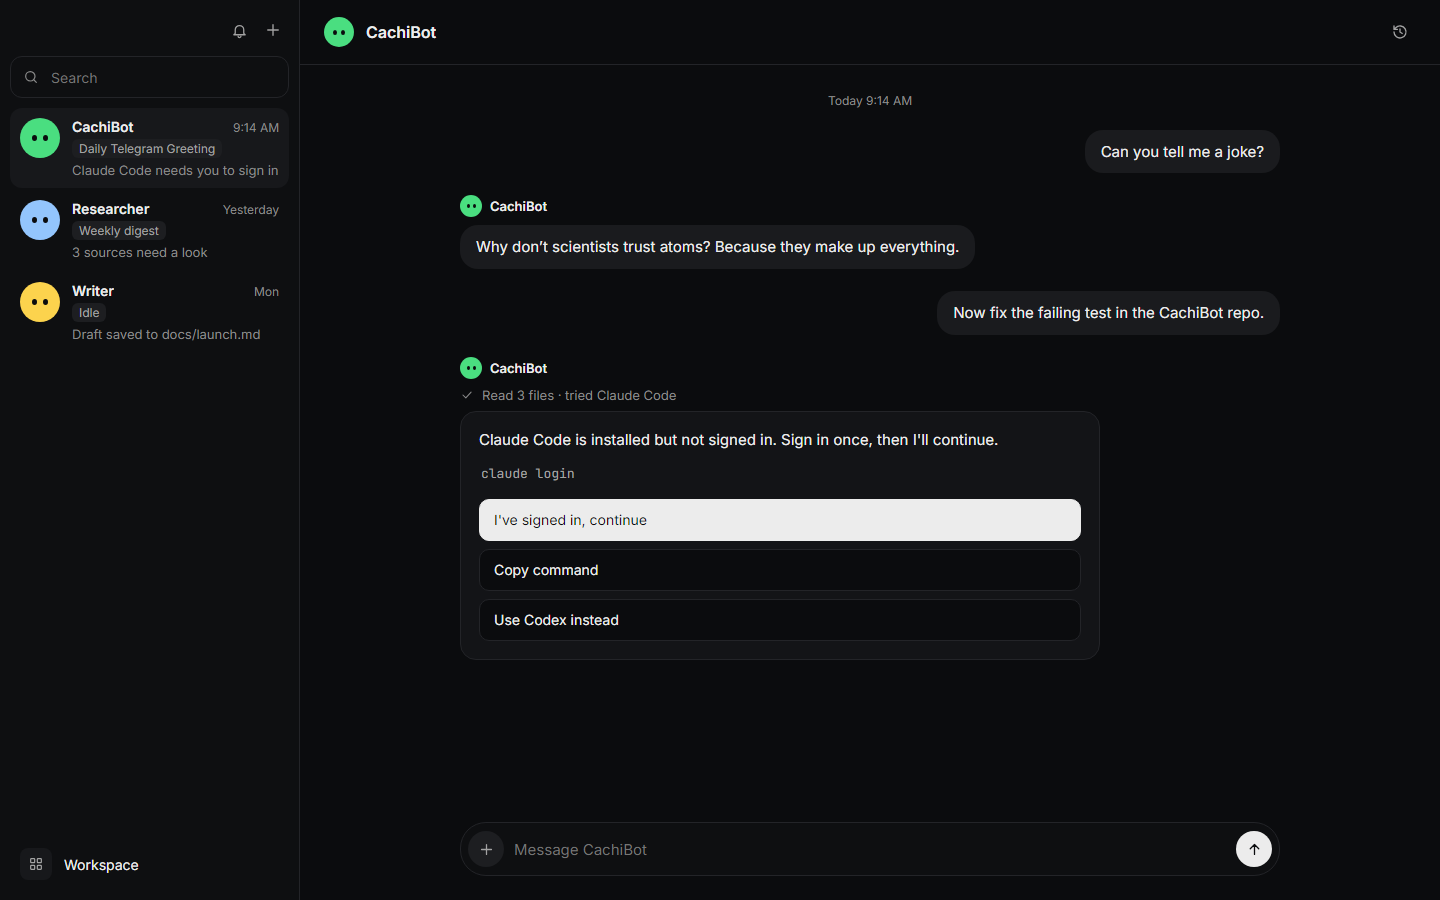 Search
CachiBot
9:14 AM
Daily Telegram Greeting
Claude Code needs you to sign in
Researcher
Yesterday
Weekly digest
3 sources need a look
Writer
Mon
Idle
Draft saved to docs/launch.md
Workspace
CachiBot
Today 9:14 AM
Can you tell me a joke?
CachiBot
Why don’t scientists trust atoms? Because they make up everything.
Now fix the failing test in the CachiBot repo.
CachiBot
Read 3 files · tried Claude Code
Claude Code is installed but not signed in. Sign in once, then I'll continue.
claude login
I've signed in, continue
Copy command
Use Codex instead
Message CachiBot